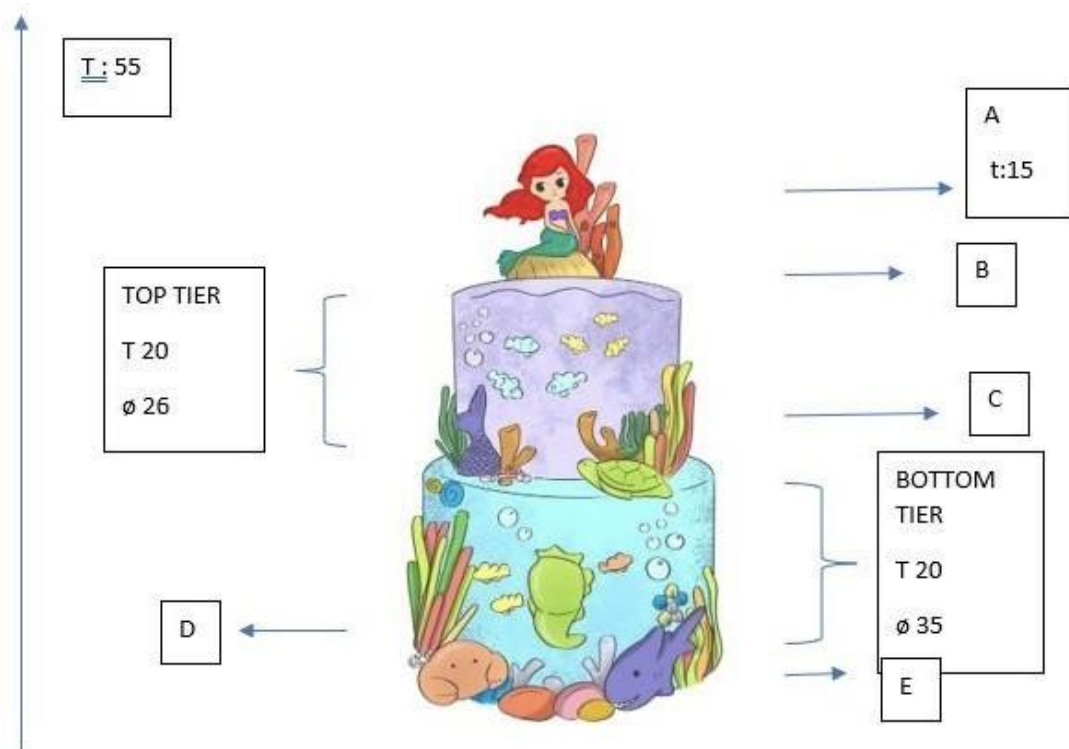 T : 55
A
t:15
B
TOP TIER
T 20
ø 26
C
BOTTOM
TIER
T 20
ø 35
D
E